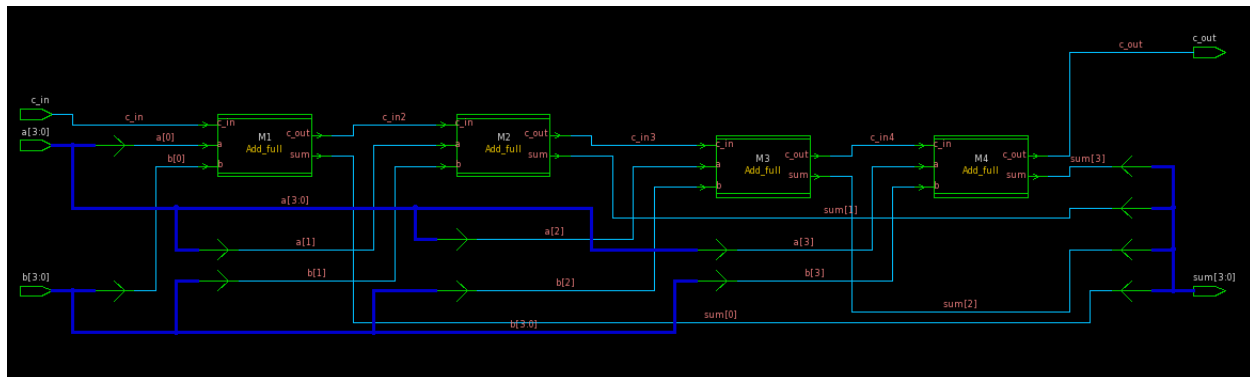 c_out
c_out
c_in
c_in
c_in2
c_in3
c_in4
a[3:0]
a[0]
b[0]
c_in
a
b
M1
Add_full
c_out
sum
c_in
a
b
M2
Add_full
c_out
sum
c_in
a
b
M3
Add_full
c_out
sum
c_in
a
b
M4
Add_full
c_out
sum
sum[3]
a[3:0]
sum[1]
a[1]
a[2]
a[3]
b[3:0]
b[1]
b[2]
b[3]
sum[3:0]
sum[2]
sum[0]
b[3:0]